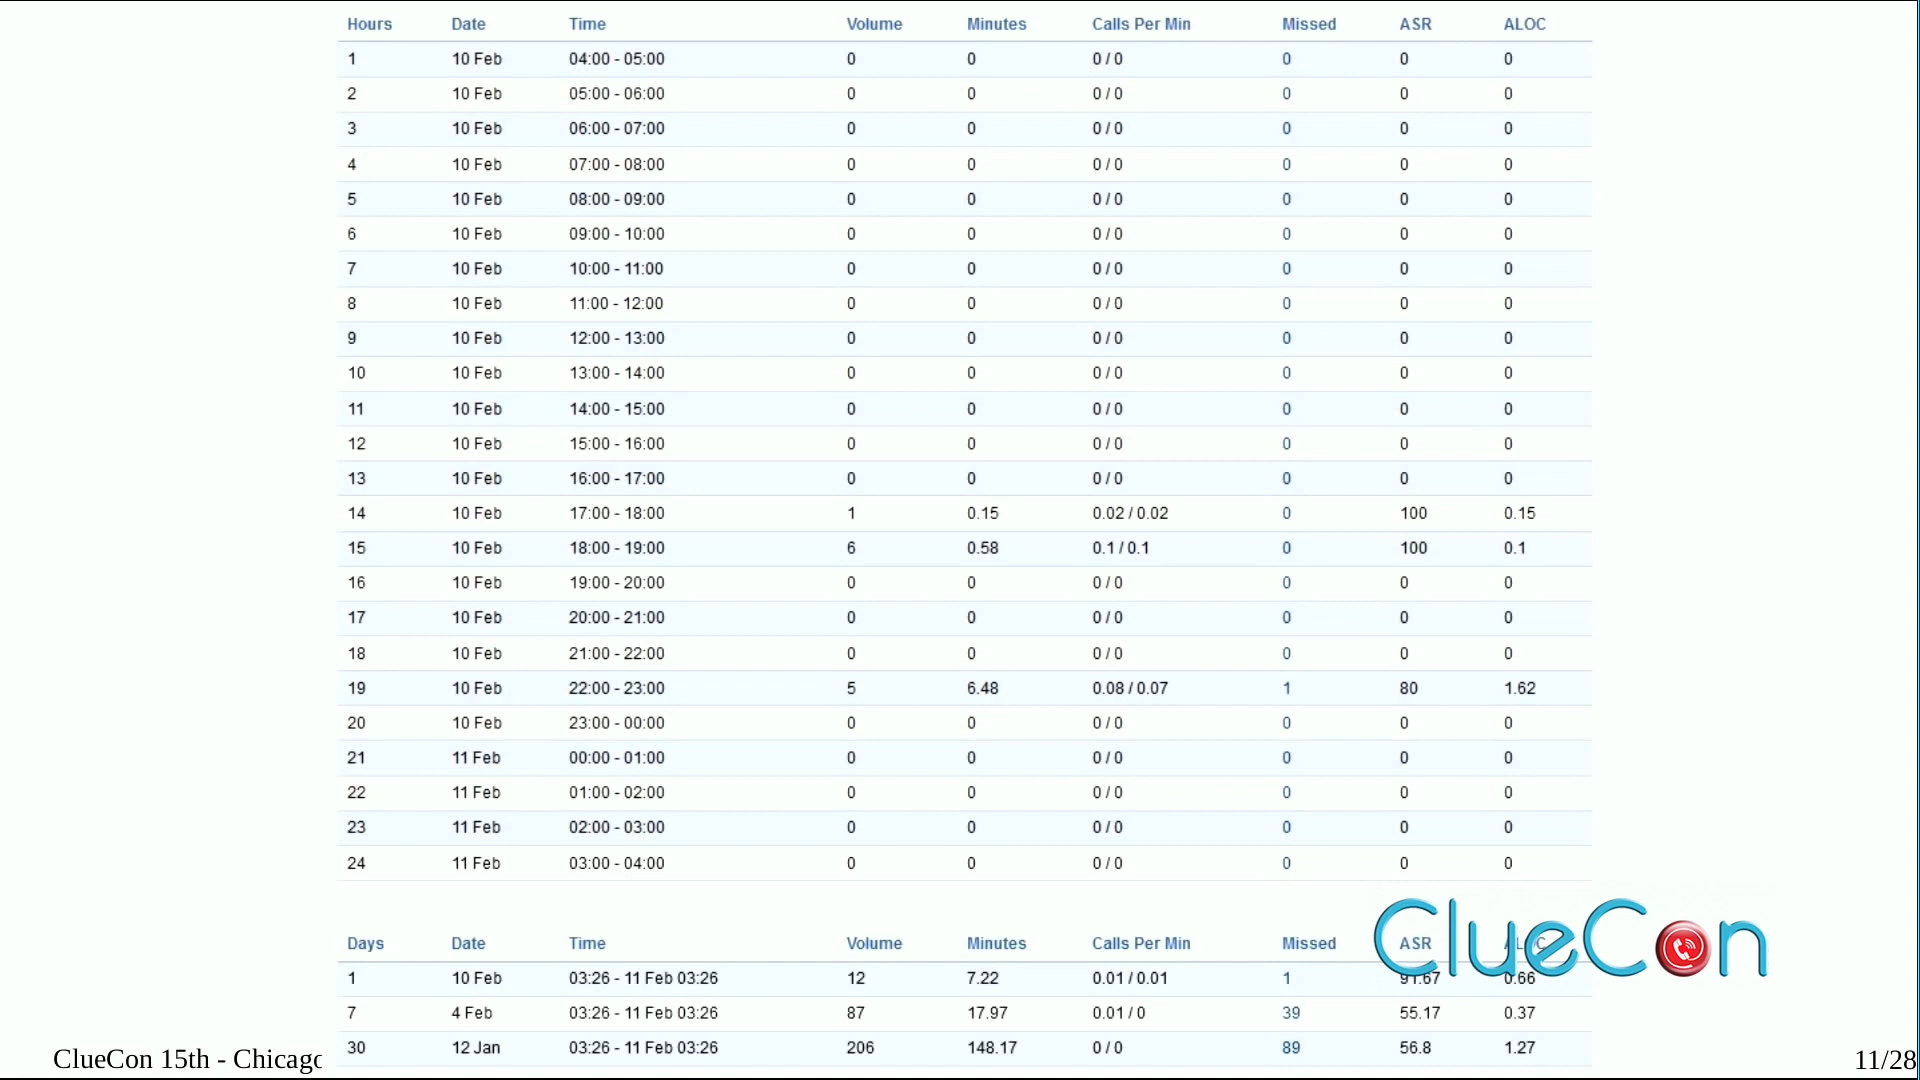 Hours Date Time Volume Minutes Calls Per Min Missed ASR ALOC
1 10 Feb 04:00 - 05:00 0 0 0 / 0 0 0 0
2 10 Feb 05:00 - 06:00 0 0 0 / 0 0 0 0
3 10 Feb 06:00 - 07:00 0 0 0 / 0 0 0 0
4 10 Feb 07:00 - 08:00 0 0 0 / 0 0 0 0
5 10 Feb 08:00 - 09:00 0 0 0 / 0 0 0 0
6 10 Feb 09:00 - 10:00 0 0 0 / 0 0 0 0
7 10 Feb 10:00 - 11:00 0 0 0 / 0 0 0 0
8 10 Feb 11:00 - 12:00 0 0 0 / 0 0 0 0
9 10 Feb 12:00 - 13:00 0 0 0 / 0 0 0 0
10 10 Feb 13:00 - 14:00 0 0 0 / 0 0 0 0
11 10 Feb 14:00 - 15:00 0 0 0 / 0 0 0 0
12 10 Feb 15:00 - 16:00 0 0 0 / 0 0 0 0
13 10 Feb 16:00 - 17:00 0 0 0 / 0 0 0 0
14 10 Feb 17:00 - 18:00 1 0.15 0.02 / 0.02 0 100 0.15
15 10 Feb 18:00 - 19:00 6 0.58 0.1 / 0.1 0 100 0.1
16 10 Feb 19:00 - 20:00 0 0 0 / 0 0 0 0
17 10 Feb 20:00 - 21:00 0 0 0 / 0 0 0 0
18 10 Feb 21:00 - 22:00 0 0 0 / 0 0 0 0
19 10 Feb 22:00 - 23:00 5 6.48 0.08 / 0.07 1 80 1.62
20 10 Feb 23:00 - 00:00 0 0 0 / 0 0 0 0
21 11 Feb 00:00 - 01:00 0 0 0 / 0 0 0 0
22 11 Feb 01:00 - 02:00 0 0 0 / 0 0 0 0
23 11 Feb 02:00 - 03:00 0 0 0 / 0 0 0 0
24 11 Feb 03:00 - 04:00 0 0 0 / 0 0 0 0
ClueCon
Days Date Time Volume Minutes Calls Per Min Missed ASR ALOC
1 10 Feb 03:26 - 11 Feb 03:26 12 7.22 0.01 / 0.01 1 91.67 0.66
7 4 Feb 03:26 - 11 Feb 03:26 87 17.97 0.01 / 0 39 55.17 0.37
30 12 Jan 03:26 - 11 Feb 03:26 206 148.17 0 / 0 89 56.8 1.27
ClueCon 15th - Chicago 11/28